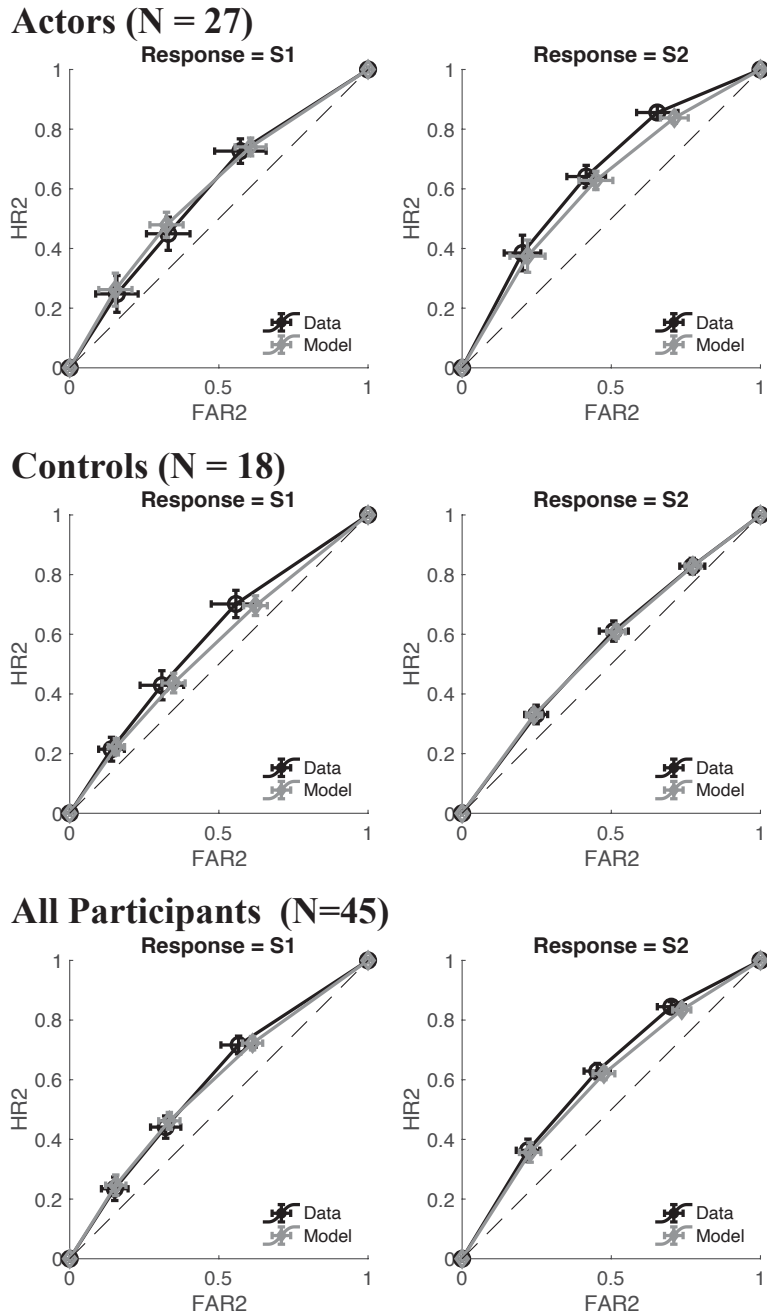 Actors (N = 27)
Response = S1
Response = S2
1
0.8
0.6
0.4
0.2
0
HR2
0
0.5
1
FAR2
Data
Model
1
0.8
0.6
0.4
0.2
0
HR2
0
0.5
1
FAR2
Data
Model
Controls (N = 18)
Response = S1
Response = S2
1
0.8
0.6
0.4
0.2
0
HR2
0
0.5
1
FAR2
Data
Model
1
0.8
0.6
0.4
0.2
0
HR2
0
0.5
1
FAR2
Data
Model
All Participants (N=45)
Response = S1
Response = S2
1
0.8
0.6
0.4
0.2
0
HR2
0
0.5
1
FAR2
Data
Model
1
0.8
0.6
0.4
0.2
0
HR2
0
0.5
1
FAR2
Data
Model